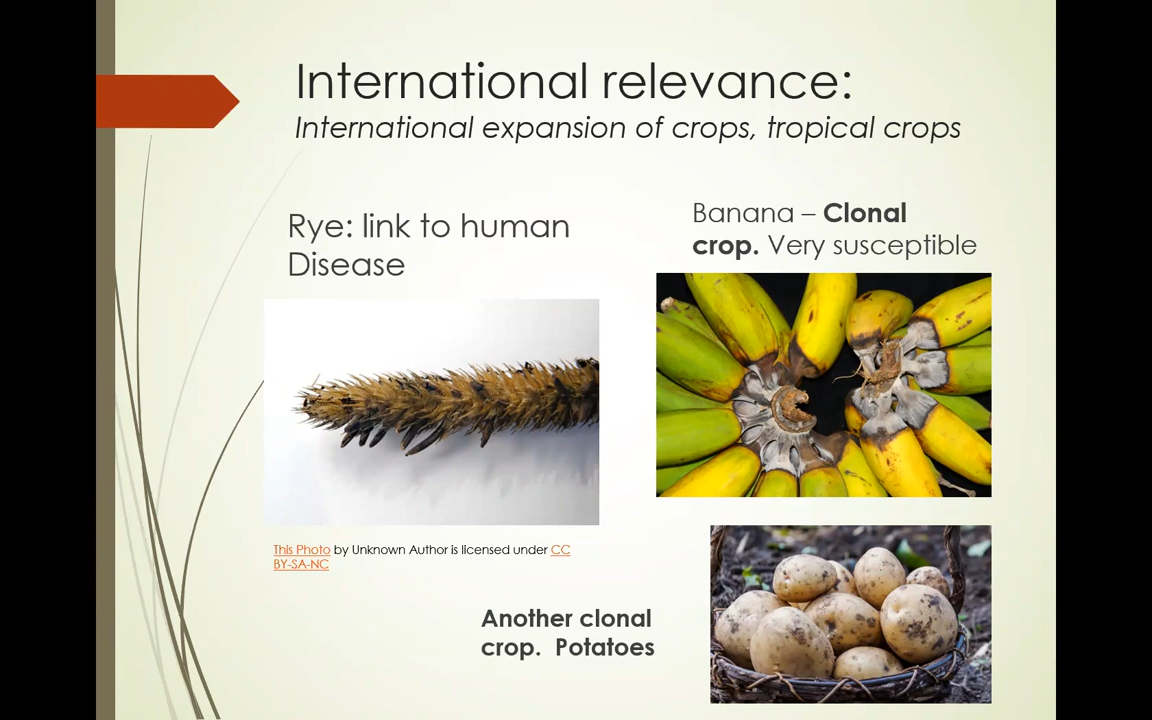 International relevance:
International expansion of crops, tropical crops
Rye: link to human
Disease
Banana – Clonal
crop. Very susceptible
This Photo by Unknown Author is licensed under CC
BY-SA-NC
Another clonal
crop.  Potatoes